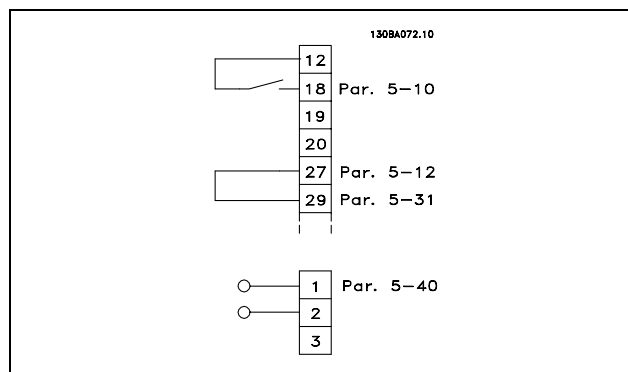 130BA072.10
12
18 Par. 5-10
19
20
27 Par. 5-12
29 Par. 5-31
1 Par. 5-40
2
3